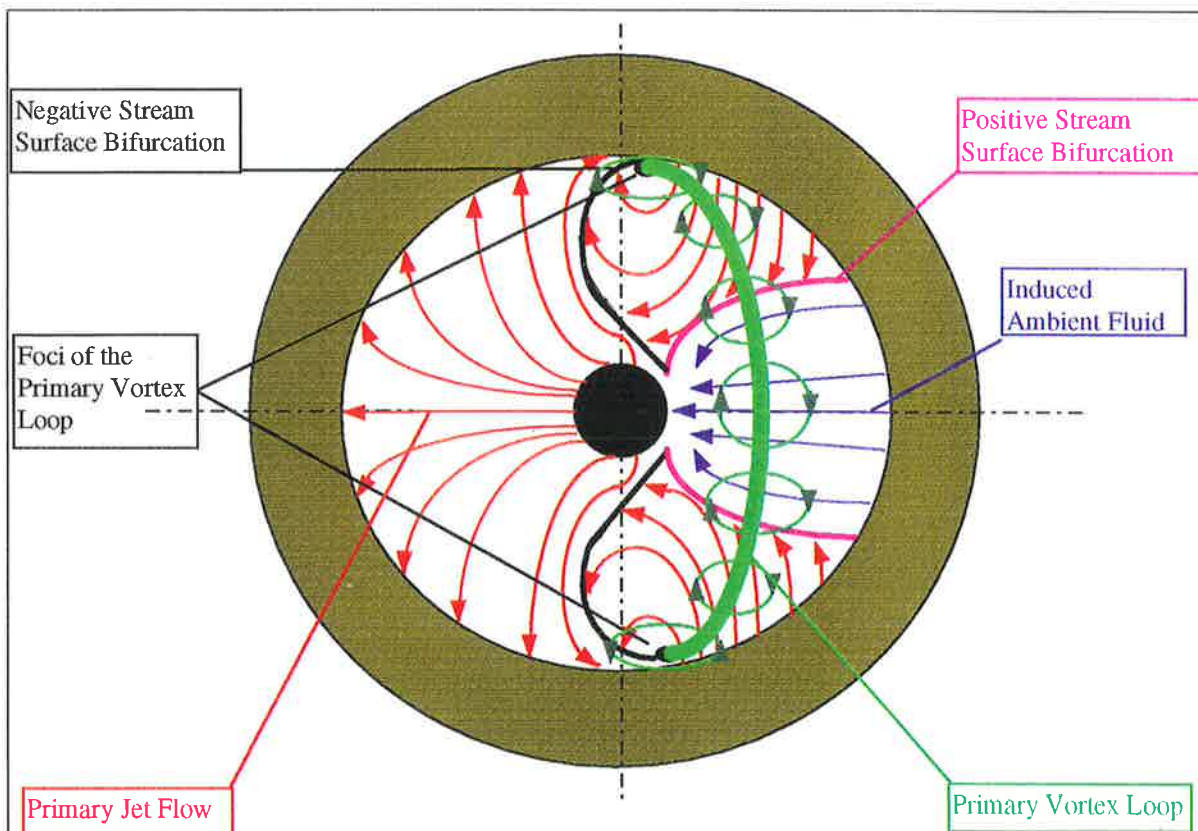 Negative Stream
Surface Bifurcation
Positive Stream
Surface Bifurcation
Induced
Ambient Fluid
Foci of the
Primary Vortex
Loop
Primary Jet Flow
Primary Vortex Loop